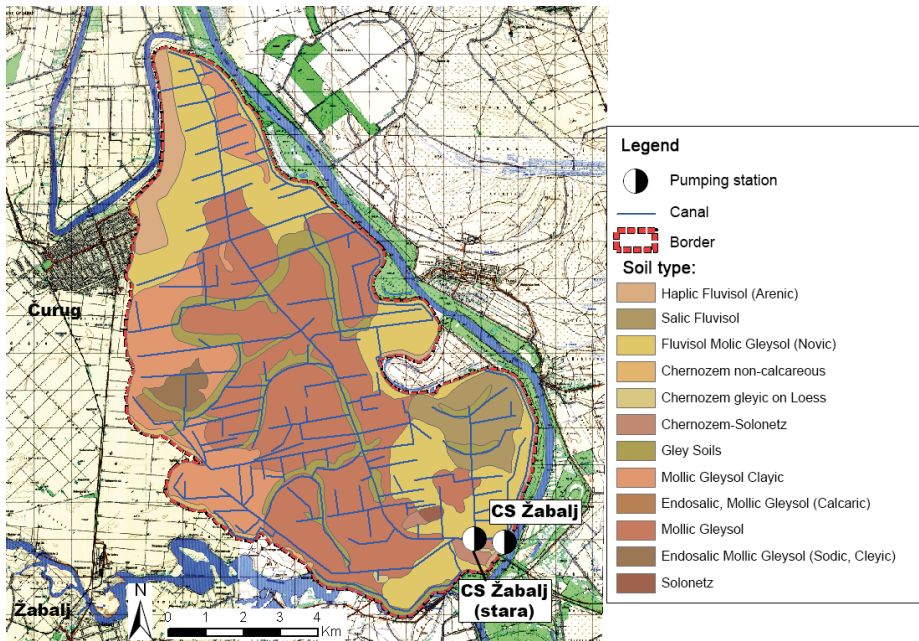 Čurug
Žabalj
CS Žabalj
CS Žabalj
(stara)
N
0 1 2 3 4
Km
Legend
Pumping station
Canal
Border
Soil type:
Haplic Fluvisol (Arenic)
Salic Fluvisol
Fluvisol Molic Gleysol (Novic)
Chernozem non-calcareous
Chernozem gleyic on Loess
Chernozem-Solonetz
Gley Soils
Mollic Gleysol Clayic
Endosalic, Mollic Gleysol (Calcaric)
Mollic Gleysol
Endosalic Mollic Gleysol (Sodic, Cleyic)
Solonetz